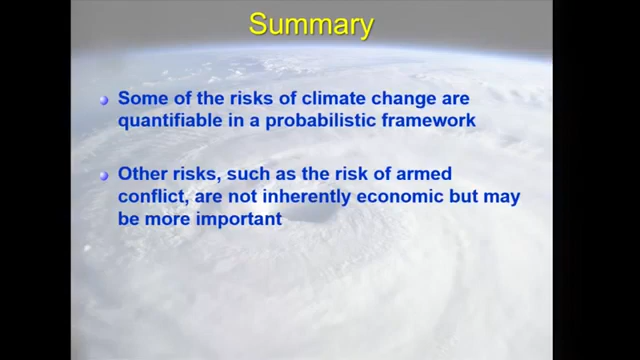 Summary
Some of the risks of climate change are
quantifiable in a probabilistic framework
Other risks, such as the risk of armed
conflict, are not inherently economic but may
be more important